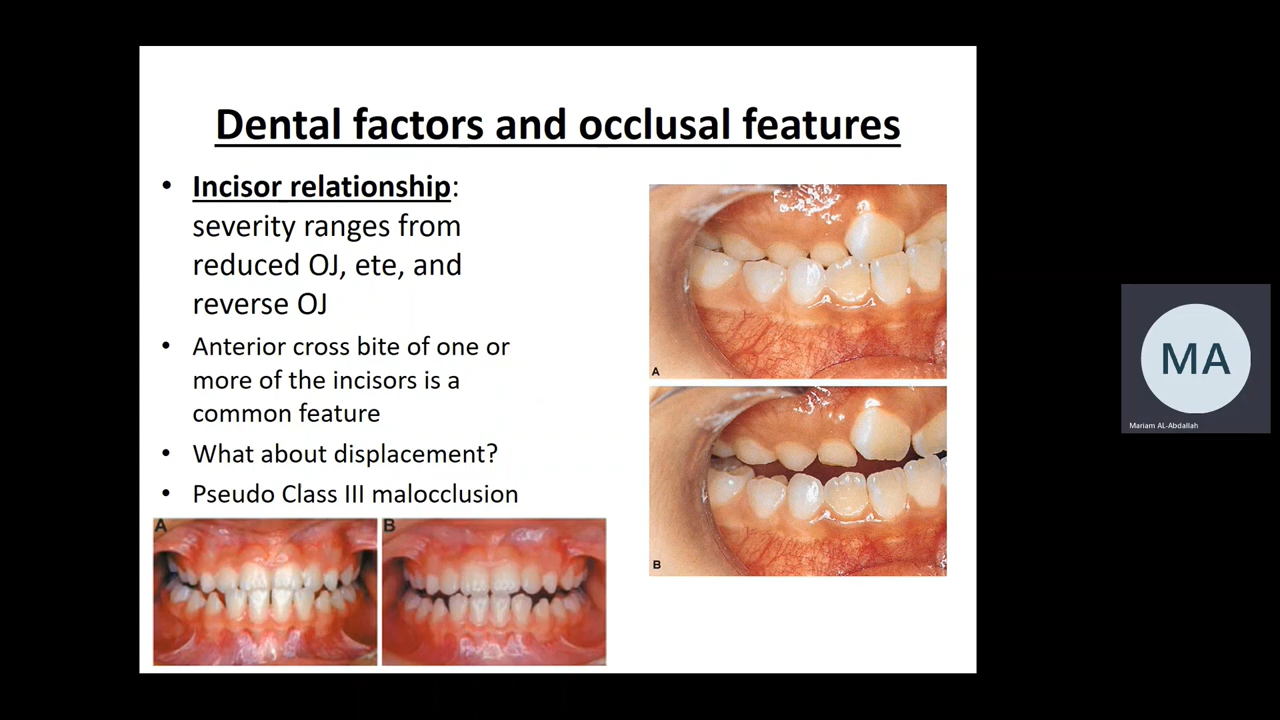 Dental factors and occlusal features
• Incisor relationship:
severity ranges from
reduced OJ, ete, and
reverse OJ
• Anterior cross bite of one or
more of the incisors is a
common feature
• What about displacement?
• Pseudo Class III malocclusion
A
B
A
B
MA
Mariam AL-Abdallah